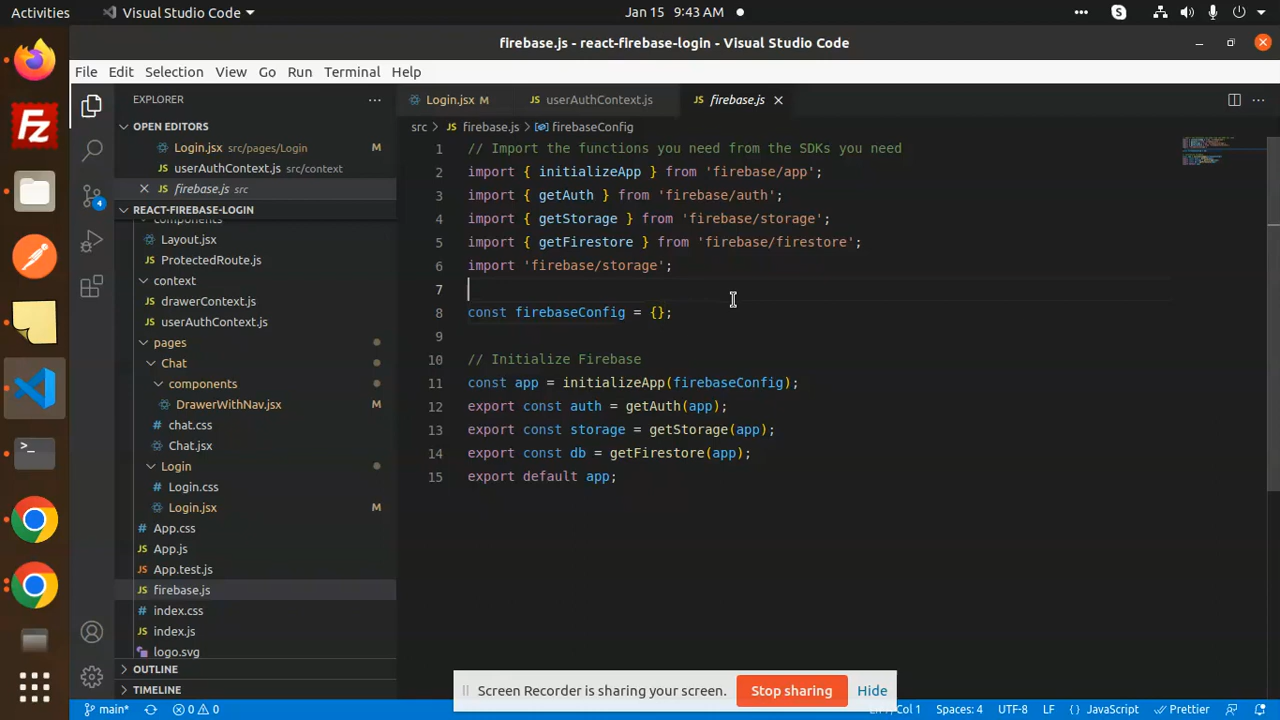 Activities
Visual Studio Code
Jan 15 9:43 AM
firebase.js - react-firebase-login - Visual Studio Code
File Edit Selection View Go Run Terminal Help
EXPLORER
OPEN EDITORS
Login.jsx src/pages/Login M
userAuthContext.js src/context
firebase.js src
REACT-FIREBASE-LOGIN
components
Layout.jsx
ProtectedRoute.js
context
drawerContext.js
userAuthContext.js
pages
Chat
components
DrawerWithNav.jsx M
chat.css
Chat.jsx
Login
Login.css
Login.jsx M
App.css
App.js
App.test.js
firebase.js
index.css
index.js
logo.svg
OUTLINE
TIMELINE
Login.jsx M
userAuthContext.js
firebase.js
src > firebase.js > firebaseConfig
1 // Import the functions you need from the SDKs you need
2 import { initializeApp } from 'firebase/app';
3 import { getAuth } from 'firebase/auth';
4 import { getStorage } from 'firebase/storage';
5 import { getFirestore } from 'firebase/firestore';
6 import 'firebase/storage';
7
8 const firebaseConfig = {};
9
10 // Initialize Firebase
11 const app = initializeApp(firebaseConfig);
12 export const auth = getAuth(app);
13 export const storage = getStorage(app);
14 export const db = getFirestore(app);
15 export default app;
Screen Recorder is sharing your screen. Stop sharing Hide
main* 0 0
Col 1 Spaces: 4 UTF-8 LF { } JavaScript Prettier